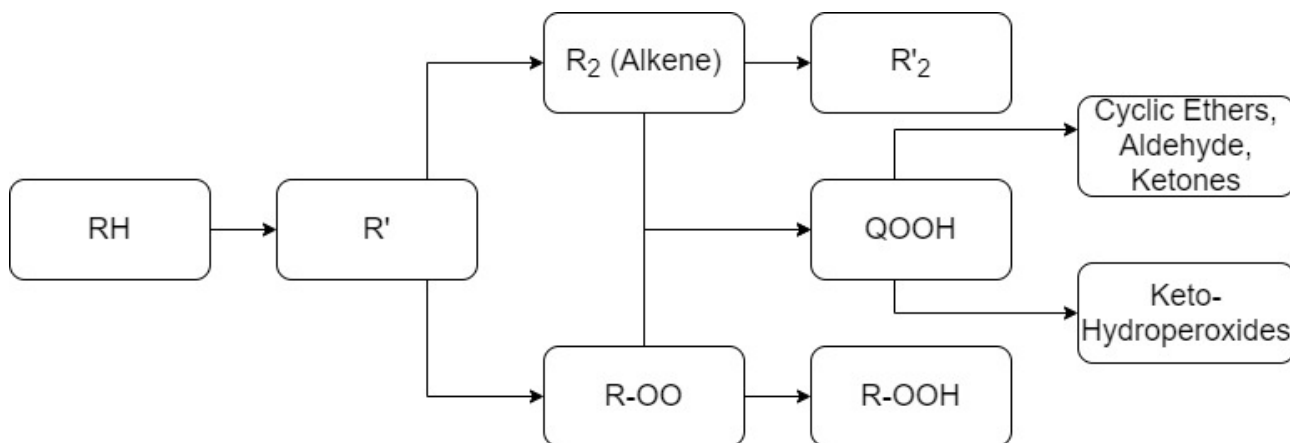 R₂ (Alkene)
R'₂
Cyclic Ethers,
Aldehyde,
Ketones
RH
R'
QOOH
Keto-
Hydroperoxides
R-OO
R-OOH